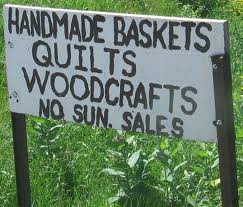 HANDMADE BASKETS
QUILTS
WOODCRAFTS
NO SUN. SALES